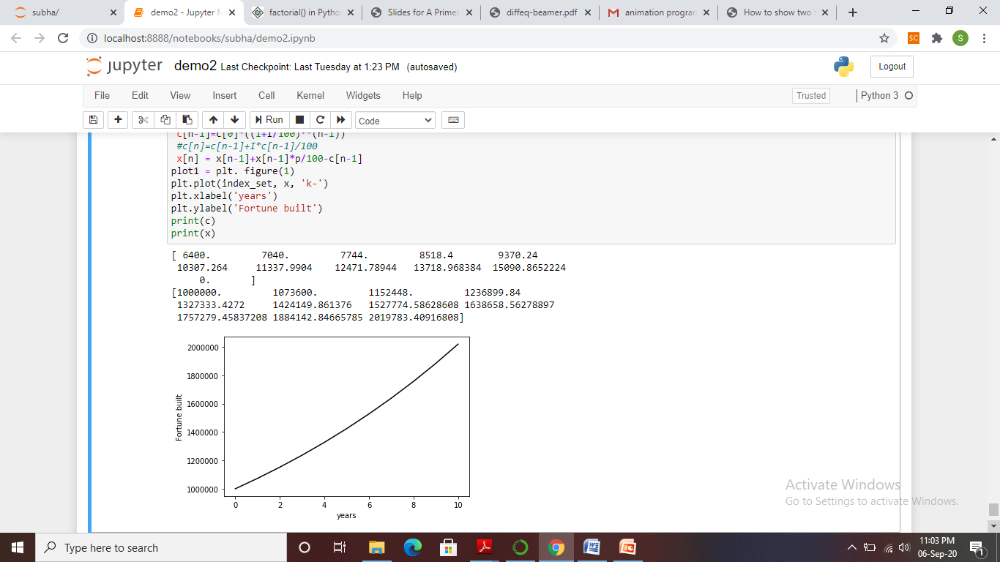 subha/
demo2 - Jupyter N
factorial() in Pytho
Slides for A Primer
diffeq-beamer.pdf
animation program
How to show two f
localhost:8888/notebooks/subha/demo2.ipynb
SC
S
jupyter demo2 Last Checkpoint: Last Tuesday at 1:23 PM (autosaved)
Logout
File Edit View Insert Cell Kernel Widgets Help
Trusted
Python 3
Run
Code
c[n-1]=c[0]*((1+I/100)**(n-1))
#c[n]=c[n-1]+I*c[n-1]/100
x[n] = x[n-1]+x[n-1]*p/100-c[n-1]
plot1 = plt. figure(1)
plt.plot(index_set, x, 'k-')
plt.xlabel('years')
plt.ylabel('Fortune built')
print(c)
print(x)
[ 6400. 7040. 7744. 8518.4 9370.24
10307.264 11337.9904 12471.78944 13718.968384 15090.8652224
0. ]
[1000000. 1073600. 1152448. 1236899.84
1327333.4272 1424149.861376 1527774.58628608 1638658.56278897
1757279.45837208 1884142.84665785 2019783.40916808]
2000000
1800000
1600000
1400000
1200000
1000000
Fortune built
0 2 4 6 8 10
years
Activate Windows
Go to Settings to activate Windows.
Type here to search
11:03 PM
06-Sep-20
1